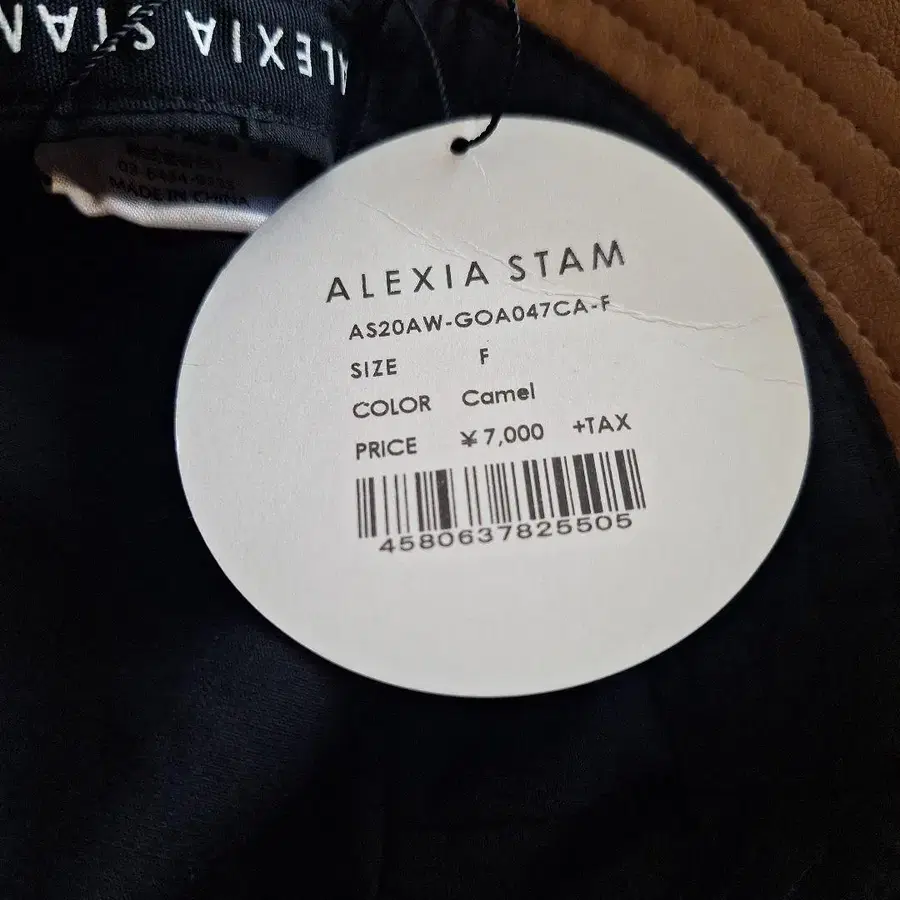 ALEXIA STAM
MADE IN CHINA
ALEXIA STAM
AS20AW-GOA047CA-F
SIZE F
COLOR Camel
PRICE ¥7,000 +TAX
4580637825505